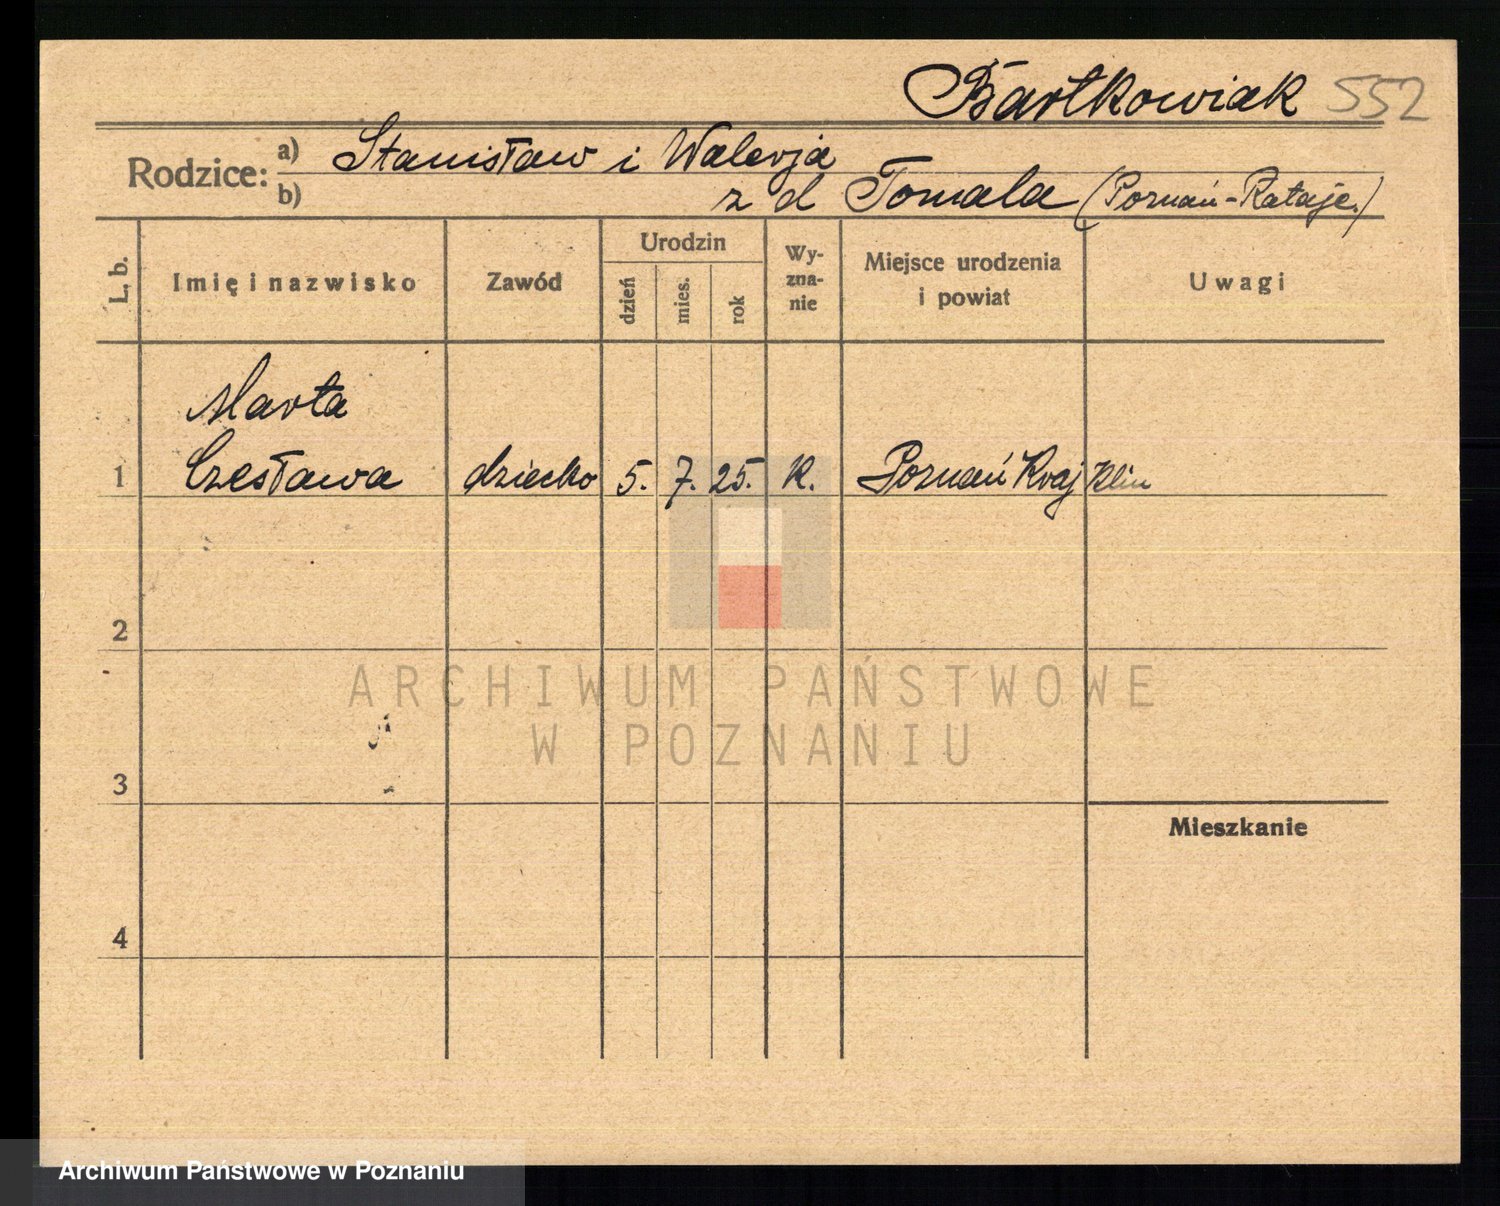 Bartkowiak 552
Rodzice: a) Stanisław i Walerja
b) z d Tomala (Poznań-Rataje.)
L. b.
Imię i nazwisko
Zawód
Urodzin
dzień
mies.
rok
Wy-
zna-
nie
Miejsce urodzenia
i powiat
Uwagi
Marta
1 Czesława dziecko 5. 7. 25. k. Poznań Kraj Klin
2
ARCHIWUM PAŃSTWOWE
W POZNANIU
3
Mieszkanie
4
Archiwum Państwowe w Poznaniu